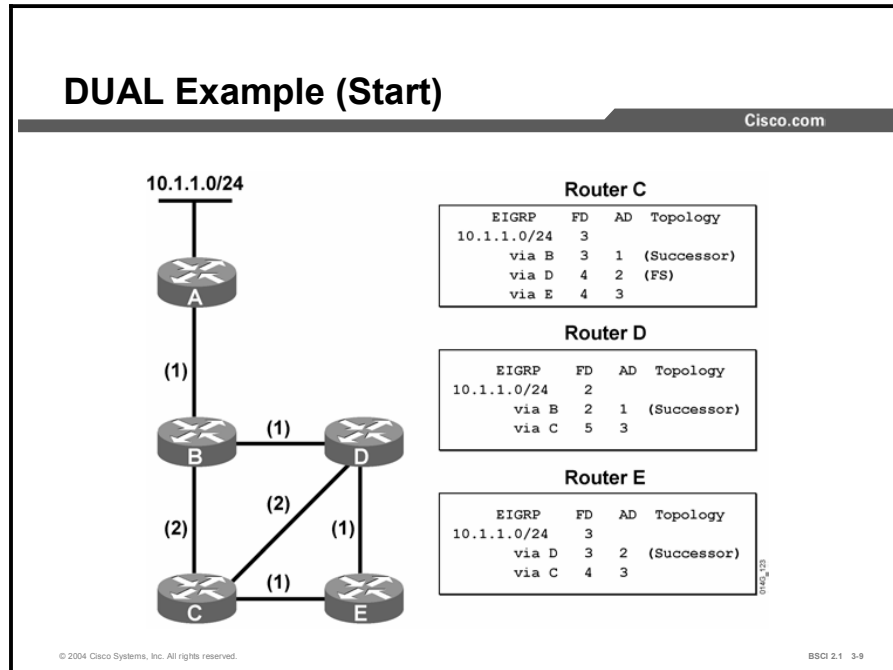 DUAL Example (Start)
Cisco.com
10.1.1.0/24
A
(1)
B
(1)
D
(2)
(2)
(1)
C
(1)
E
Router C
EIGRP FD AD Topology
10.1.1.0/24 3
via B 3 1 (Successor)
via D 4 2 (FS)
via E 4 3
Router D
EIGRP FD AD Topology
10.1.1.0/24 2
via B 2 1 (Successor)
via C 5 3
Router E
EIGRP FD AD Topology
10.1.1.0/24 3
via D 3 2 (Successor)
via C 4 3
014G_123
© 2004 Cisco Systems, Inc. All rights reserved.
BSCI 2.1 3-9